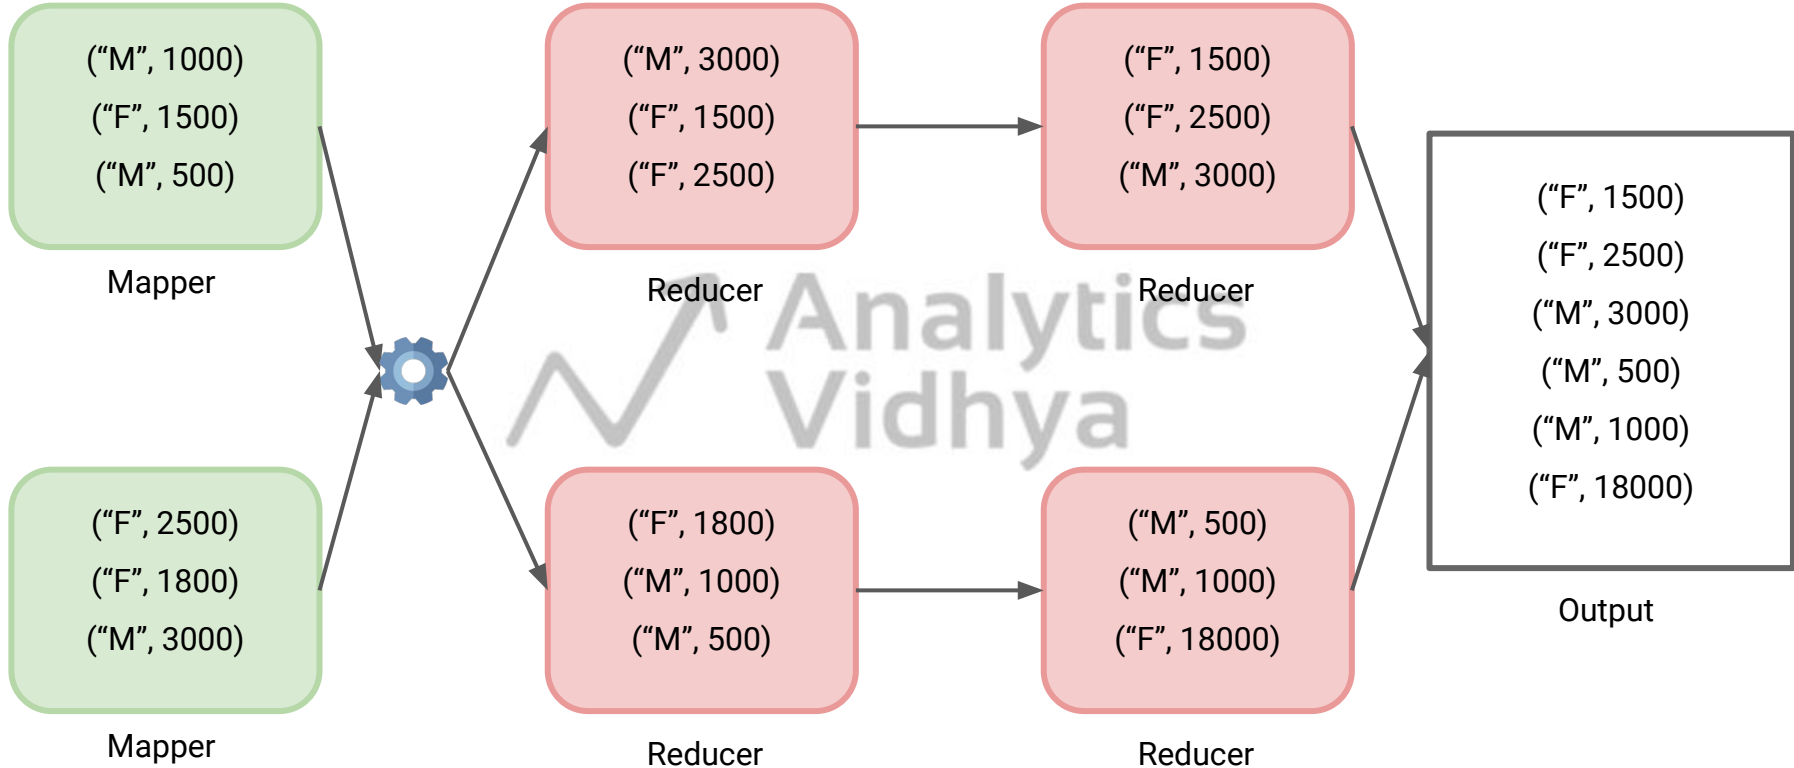 (“M”, 1000)
(“F”, 1500)
(“M”, 500)
Mapper
(“F”, 2500)
(“F”, 1800)
(“M”, 3000)
Mapper
(“M”, 3000)
(“F”, 1500)
(“F”, 2500)
Reducer
(“F”, 1800)
(“M”, 1000)
(“M”, 500)
Reducer
(“F”, 1500)
(“F”, 2500)
(“M”, 3000)
Reducer
(“M”, 500)
(“M”, 1000)
(“F”, 18000)
Reducer
(“F”, 1500)
(“F”, 2500)
(“M”, 3000)
(“M”, 500)
(“M”, 1000)
(“F”, 18000)
Output
Analytics
Vidhya